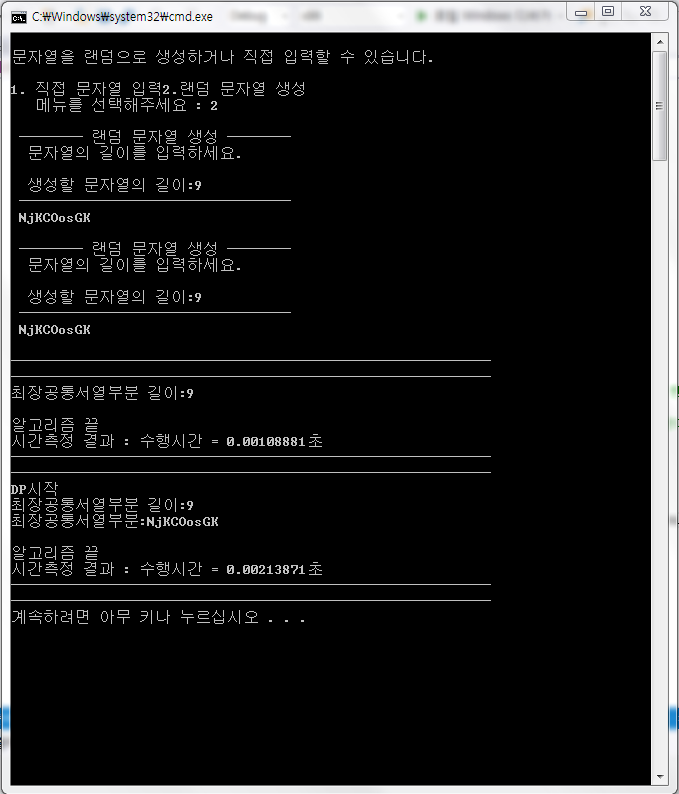 C:₩Windows₩system32₩cmd.exe
문자열을 랜덤으로 생성하거나 직접 입력할 수 있습니다.
1. 직접 문자열 입력2.랜덤 문자열 생성
메뉴를 선택해주세요 : 2
──────── 랜덤 문자열 생성 ────────
문자열의 길이를 입력하세요.
생성할 문자열의 길이:9
NjKCOosGK
──────── 랜덤 문자열 생성 ────────
문자열의 길이를 입력하세요.
생성할 문자열의 길이:9
NjKCOosGK
최장공통서열부분 길이:9
알고리즘 끝
시간측정 결과 : 수행시간 = 0.00108881초
DP시작
최장공통서열부분 길이:9
최장공통서열부분:NjKCOosGK
알고리즘 끝
시간측정 결과 : 수행시간 = 0.00213871초
계속하려면 아무 키나 누르십시오 . . .